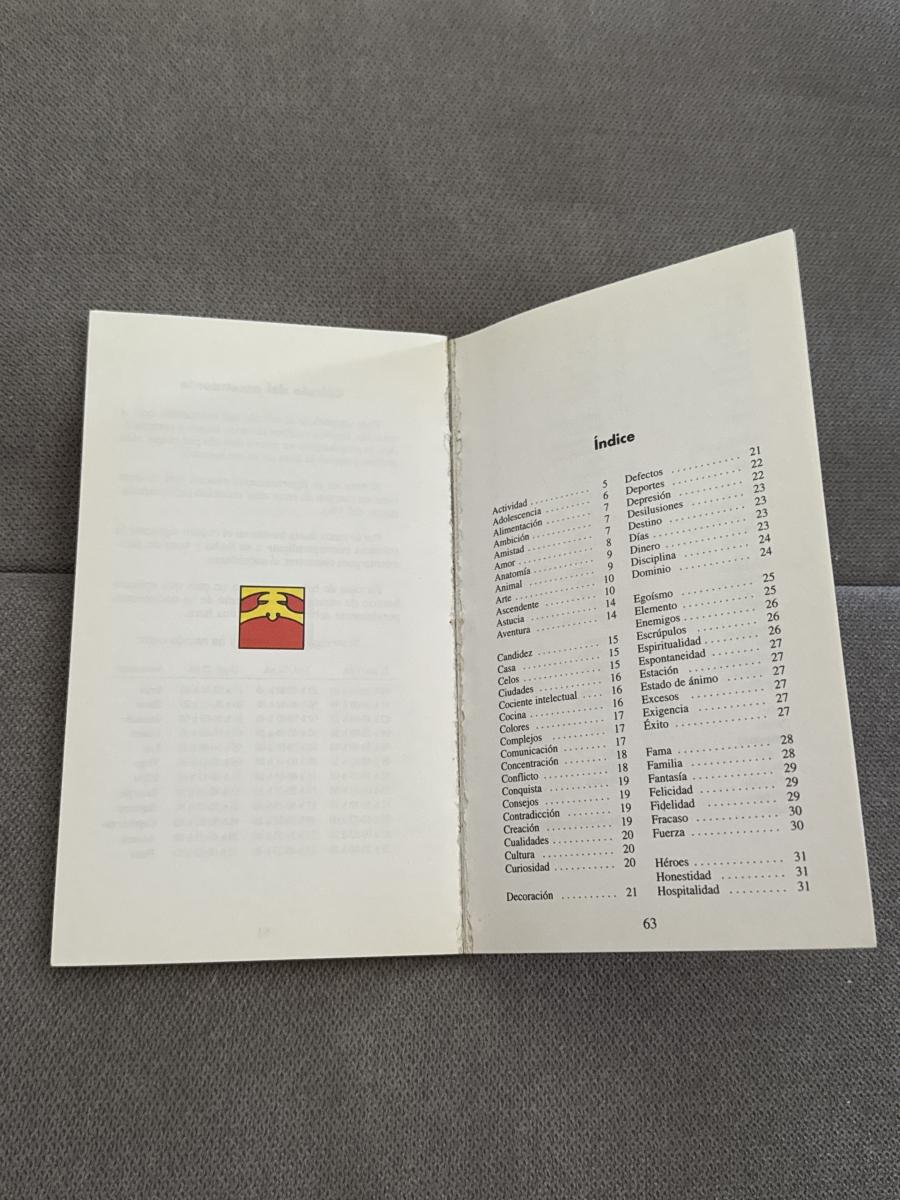 Índice
Actividad . . . . . . . . . . . 5
Adolescencia . . . . . . . . 6
Alimentación . . . . . . . . 7
Ambición . . . . . . . . . . . 7
Amistad . . . . . . . . . . . . 7
Amor . . . . . . . . . . . . . . 8
Anatomía . . . . . . . . . . . 9
Animal . . . . . . . . . . . . . 9
Arte . . . . . . . . . . . . . . . 10
Ascendente . . . . . . . . . 10
Astucia . . . . . . . . . . . . 14
Aventura . . . . . . . . . . . 14
Candidez . . . . . . . . . . . 15
Casa . . . . . . . . . . . . . . . 15
Celos . . . . . . . . . . . . . . 15
Ciudades . . . . . . . . . . . 16
Cociente intelectual . . . . 16
Cocina . . . . . . . . . . . . . 16
Colores . . . . . . . . . . . . 17
Complejos . . . . . . . . . . 17
Comunicación . . . . . . . . 17
Concentración . . . . . . . . 18
Conflicto . . . . . . . . . . . 18
Conquista . . . . . . . . . . . 19
Consejos . . . . . . . . . . . 19
Contradicción . . . . . . . . 19
Creación . . . . . . . . . . . 19
Cualidades . . . . . . . . . . 20
Cultura . . . . . . . . . . . . 20
Curiosidad . . . . . . . . . . 20
Decoración . . . . . . . . . 21
Defectos . . . . . . . . . . . 21
Deportes . . . . . . . . . . . 22
Depresión . . . . . . . . . . 22
Desilusiones . . . . . . . . 23
Destino . . . . . . . . . . . . 23
Días . . . . . . . . . . . . . . 23
Dinero . . . . . . . . . . . . . 23
Disciplina . . . . . . . . . . 24
Dominio . . . . . . . . . . . 24
Egoísmo . . . . . . . . . . . 25
Elemento . . . . . . . . . . . 25
Enemigos . . . . . . . . . . 26
Escrúpulos . . . . . . . . . . 26
Espiritualidad . . . . . . . . 26
Espontaneidad . . . . . . . 27
Estación . . . . . . . . . . . 27
Estado de ánimo . . . . . . 27
Excesos . . . . . . . . . . . . 27
Exigencia . . . . . . . . . . . 27
Éxito . . . . . . . . . . . . . . 27
Fama . . . . . . . . . . . . . . 28
Familia . . . . . . . . . . . . 28
Fantasía . . . . . . . . . . . . 29
Felicidad . . . . . . . . . . . 29
Fidelidad . . . . . . . . . . . 29
Fracaso . . . . . . . . . . . . 30
Fuerza . . . . . . . . . . . . . 30
Héroes . . . . . . . . . . . . . 31
Honestidad . . . . . . . . . 31
Hospitalidad . . . . . . . . 31
63